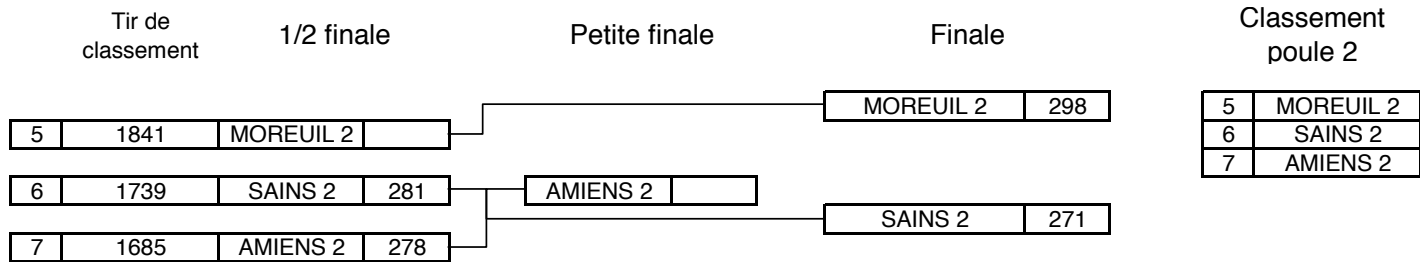 Tir de classement 1/2 finale Petite finale Finale Classement poule 2
MOREUIL 2 298 5 MOREUIL 2
5 1841 MOREUIL 2 6 SAINS 2
7 AMIENS 2
6 1739 SAINS 2 281 AMIENS 2
SAINS 2 271
7 1685 AMIENS 2 278